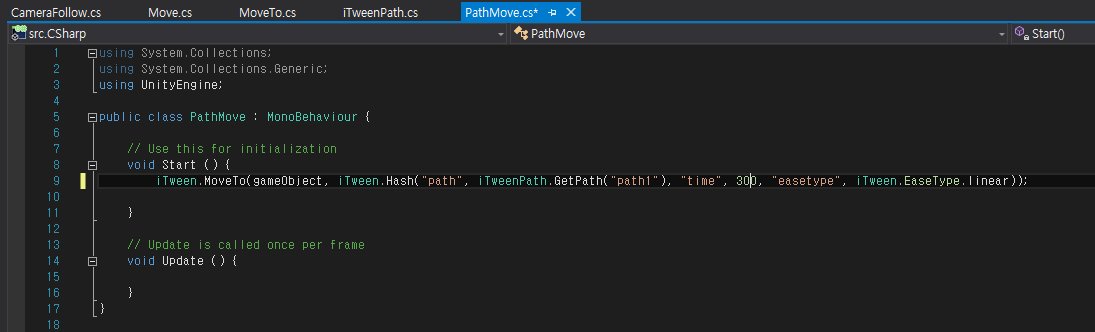 CameraFollow.cs Move.cs MoveTo.cs iTweenPath.cs PathMove.cs*
src.CSharp PathMove Start()
1 using System.Collections;
2 using System.Collections.Generic;
3 using UnityEngine;
4
5 public class PathMove : MonoBehaviour {
6
7 // Use this for initialization
8 void Start () {
9 iTween.MoveTo(gameObject, iTween.Hash("path", iTweenPath.GetPath("path1"), "time", 300, "easetype", iTween.EaseType.linear));
10
11 }
12
13 // Update is called once per frame
14 void Update () {
15
16 }
17 }
18